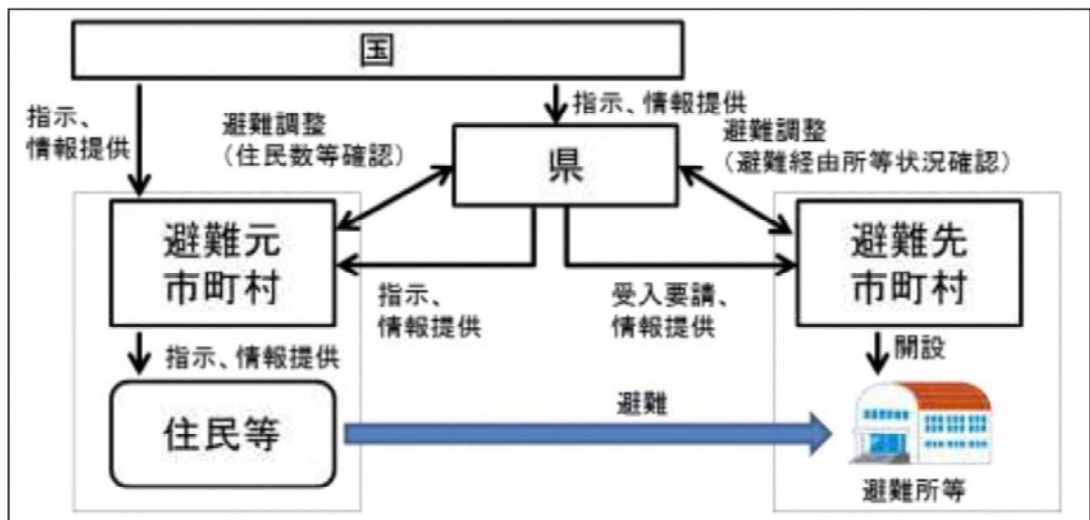 国
指示、
情報提供
指示、情報提供
避難調整
（住民数等確認）
避難調整
（避難経由所等状況確認）
県
避難元
市町村
避難先
市町村
指示、
情報提供
受入要請、
情報提供
指示、情報提供
開設
住民等
避難
避難所等